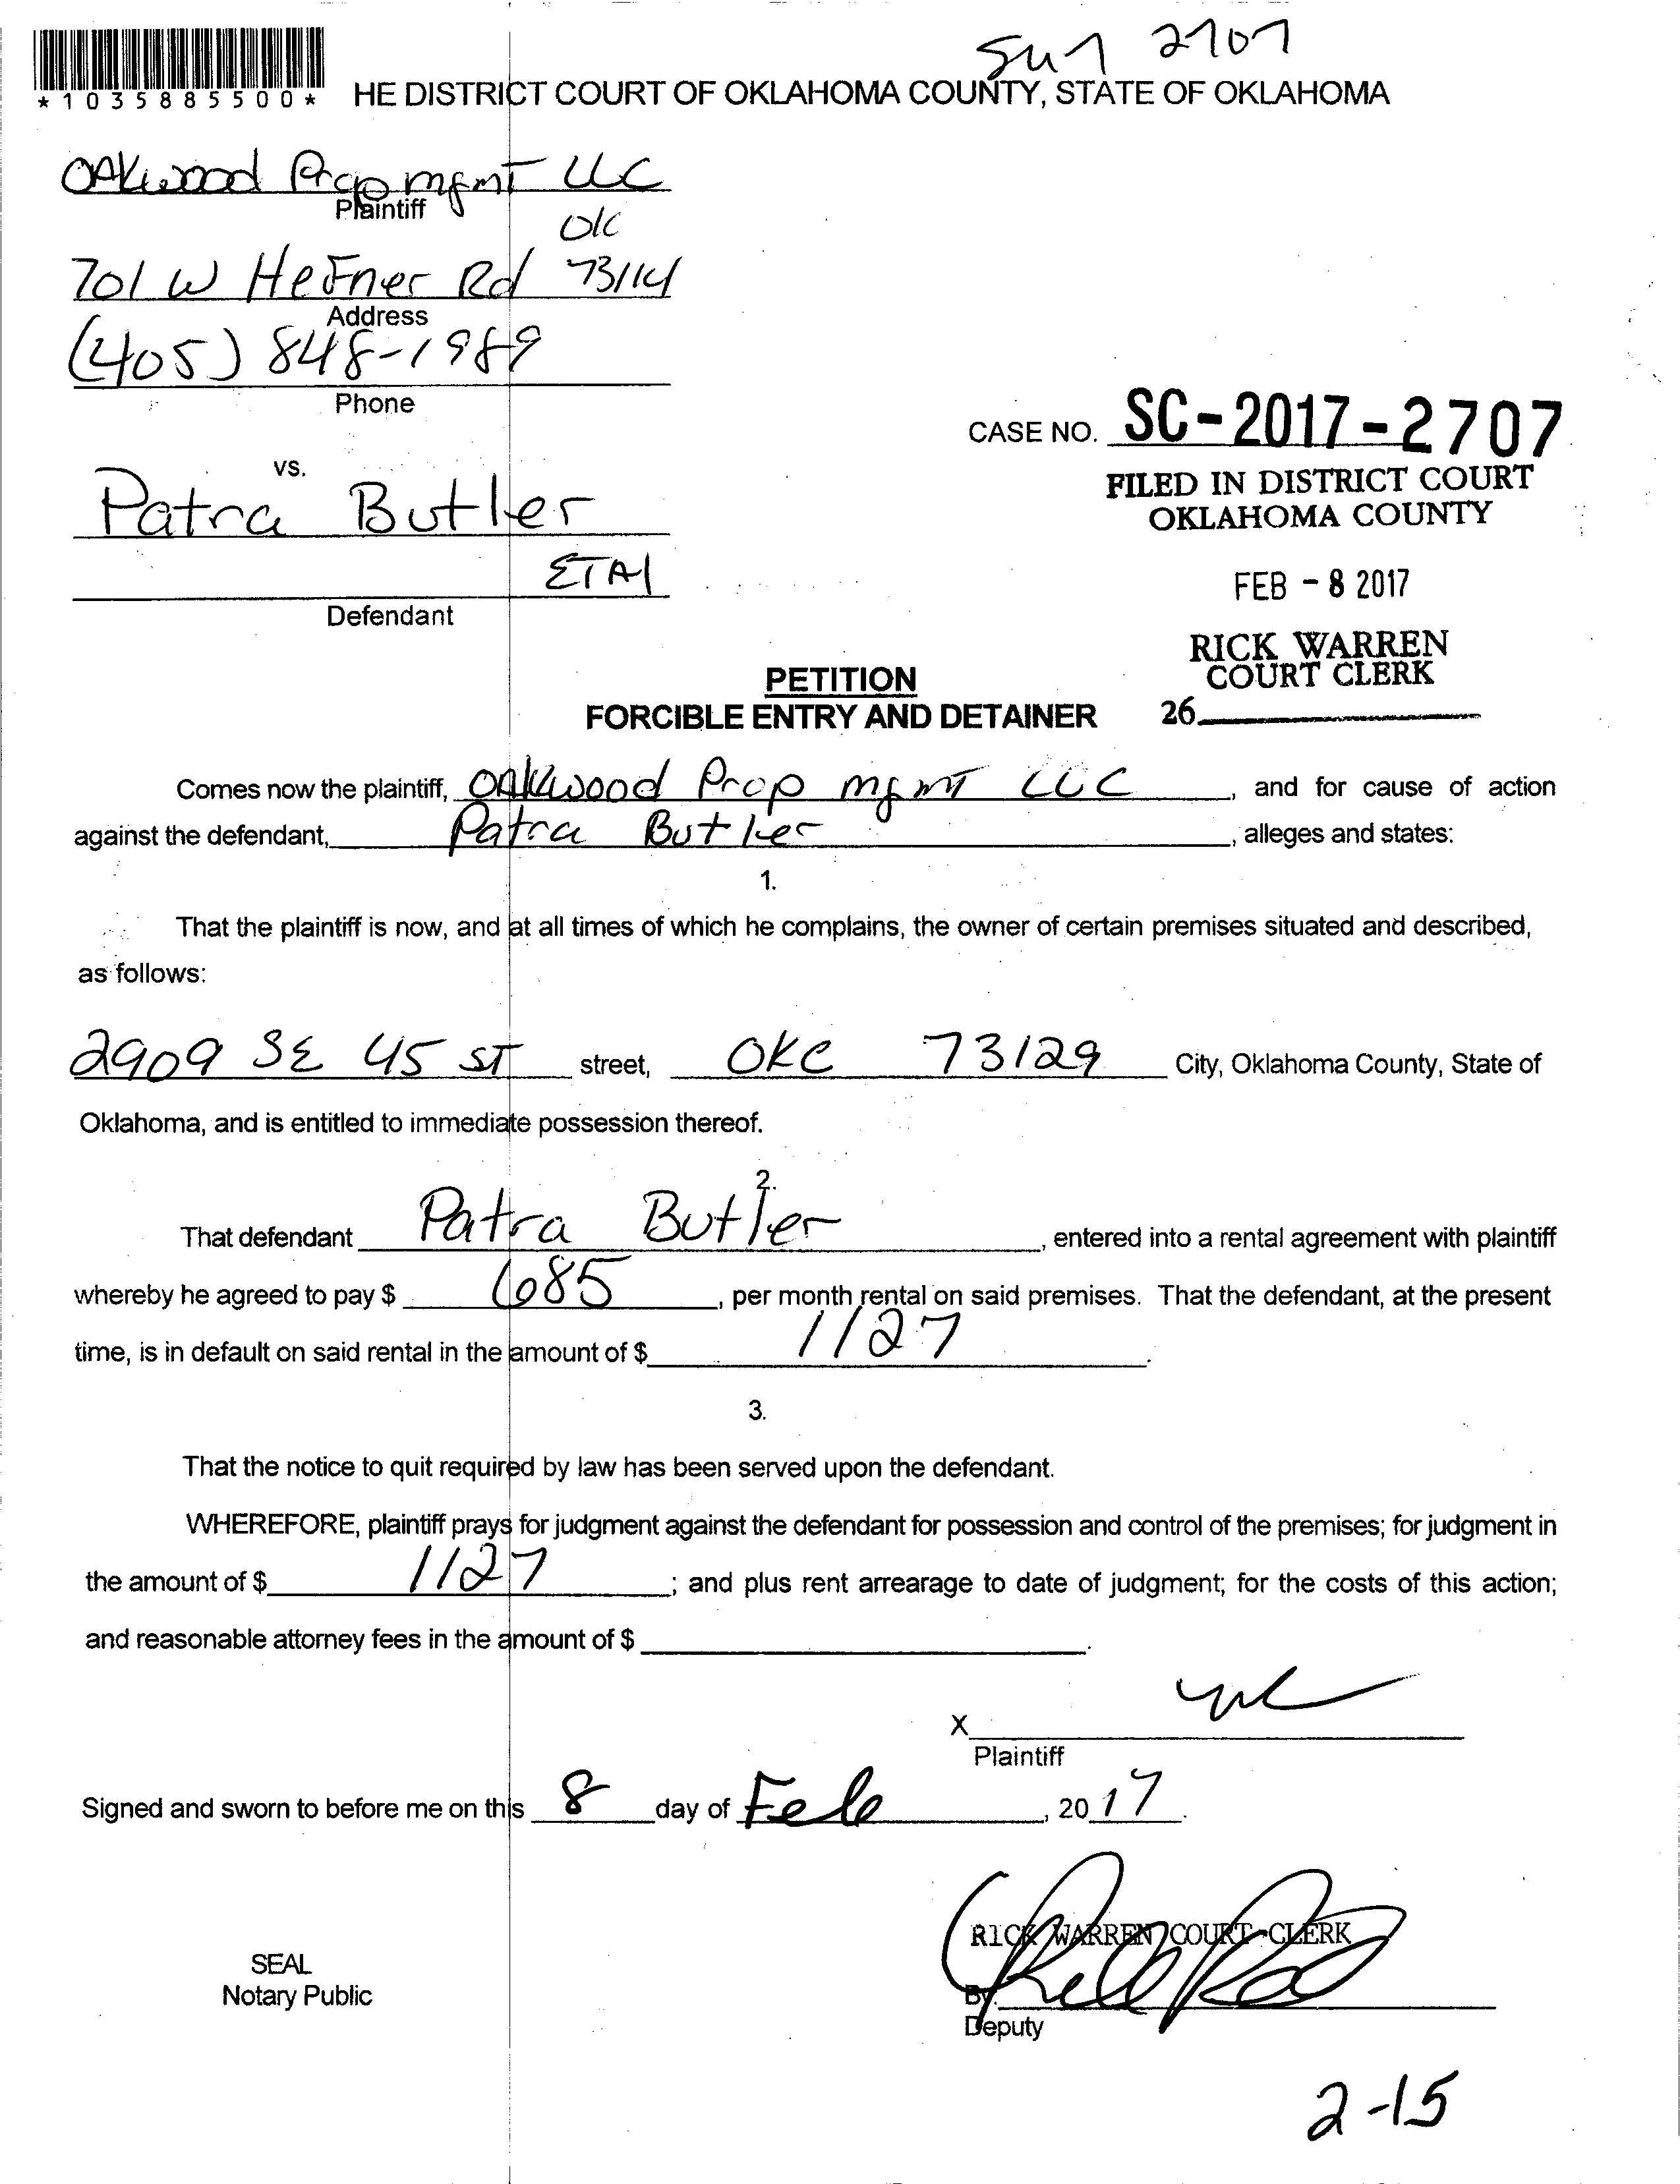 2707
*1035885500*
HE DISTRICT COURT OF OKLAHOMA COUNTY, STATE OF OKLAHOMA
OAKwood Prop mgmT LLC
Plaintiff
OK
701 W HeFner Rd 73114
Address
(405) 848-1989
Phone
CASE NO. SC-2017-2707
FILED IN DISTRICT COURT
OKLAHOMA COUNTY
FEB - 8 2017
RICK WARREN
COURT CLERK
26
vs.
Patra Butler
ETAl
Defendant
PETITION
FORCIBLE ENTRY AND DETAINER
Comes now the plaintiff, OAkwood Prop mgmT LLC, and for cause of action
against the defendant, Patra Butler, alleges and states:
1.
That the plaintiff is now, and at all times of which he complains, the owner of certain premises situated and described,
as follows:
2909 SE 45 ST street, OKC 73129 City, Oklahoma County, State of
Oklahoma, and is entitled to immediate possession thereof.
2.
That defendant Patra Butler, entered into a rental agreement with plaintiff
whereby he agreed to pay $ 685, per month rental on said premises. That the defendant, at the present
time, is in default on said rental in the amount of $ 1127.
3.
That the notice to quit required by law has been served upon the defendant.
WHEREFORE, plaintiff prays for judgment against the defendant for possession and control of the premises; for judgment in
the amount of $ 1127; and plus rent arrearage to date of judgment; for the costs of this action;
and reasonable attorney fees in the amount of $ .
X
Plaintiff
Signed and sworn to before me on this 8 day of Feb, 2017.
RICK WARREN COURT CLERK
SEAL
Notary Public
By.
Deputy
2-15